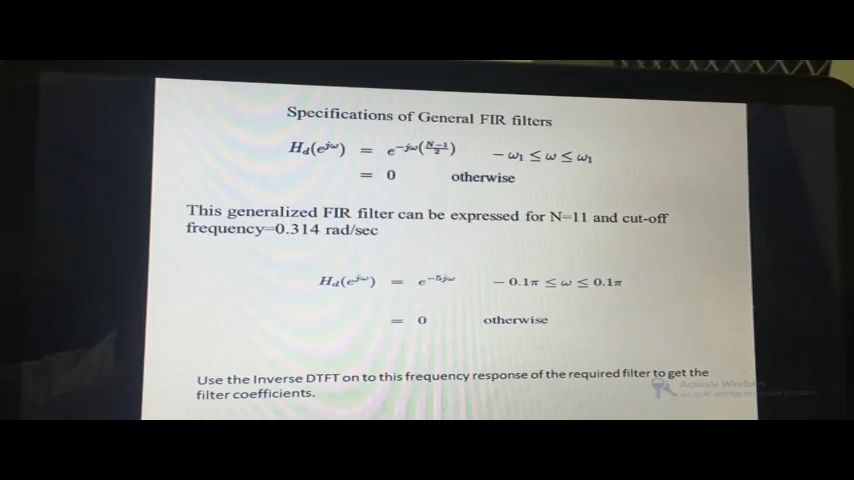 Specifications of General FIR filters
H_d(e^{jω}) = e^{-jω(\frac{N-1}{2})} - ω₁ ≤ ω ≤ ω₁
= 0 otherwise
This generalized FIR filter can be expressed for N=11 and cut-off
frequency=0.314 rad/sec
H_d(e^{jω}) = e^{-5jω} - 0.1π ≤ ω ≤ 0.1π
= 0 otherwise
Use the Inverse DTFT on to this frequency response of the required filter to get the
filter coefficients.
Activate Windows